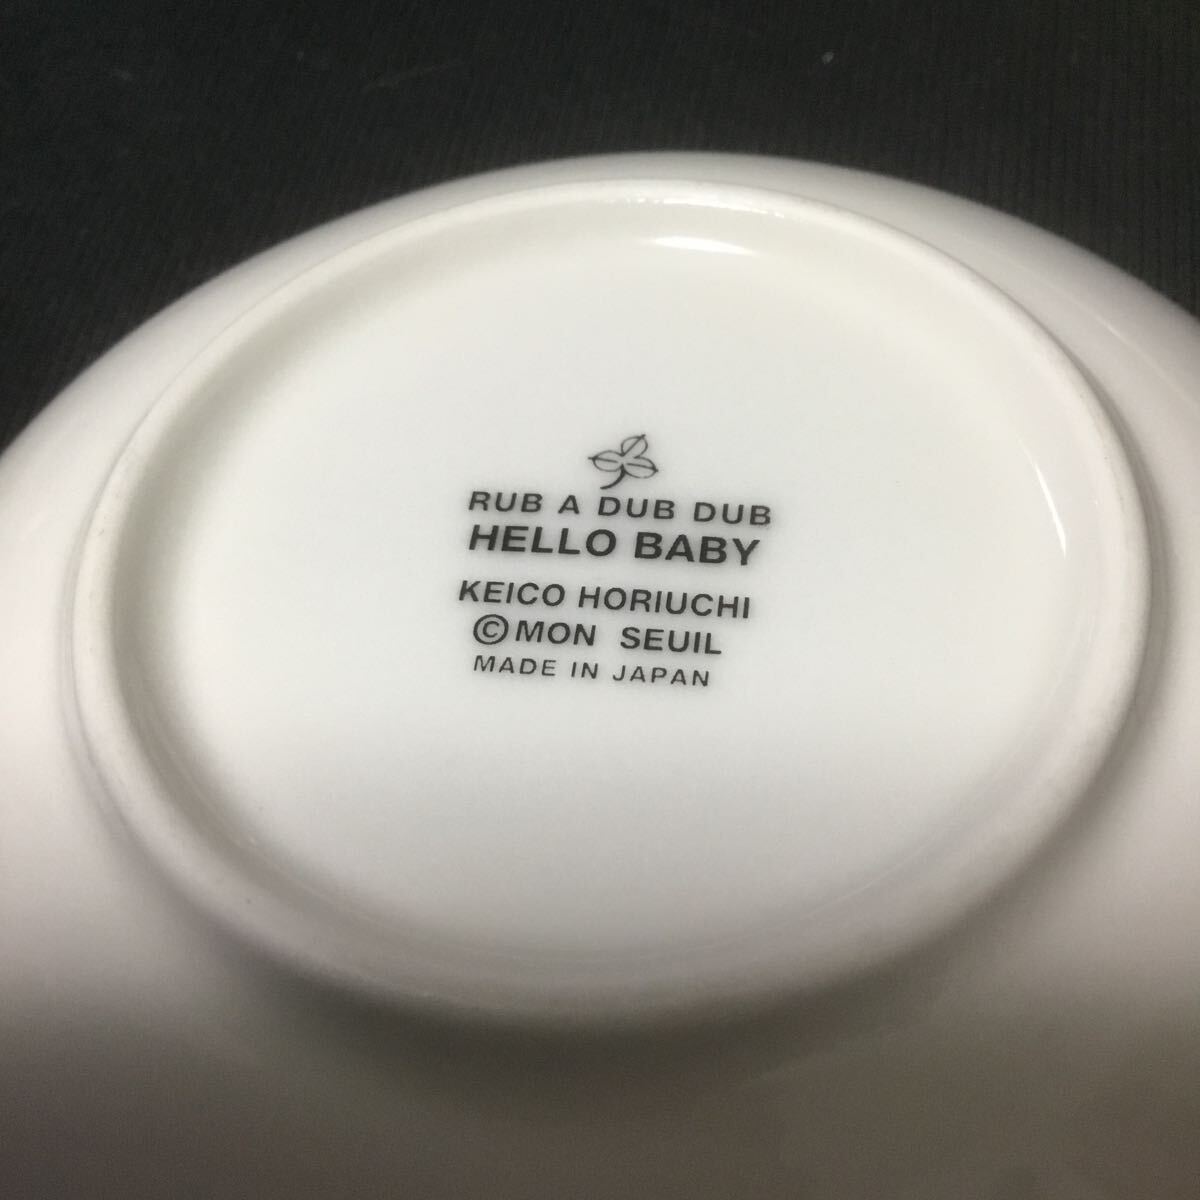 RUB A DUB DUB
HELLO BABY
KEICO HORIUCHI
©MON SEUIL
MADE IN JAPAN